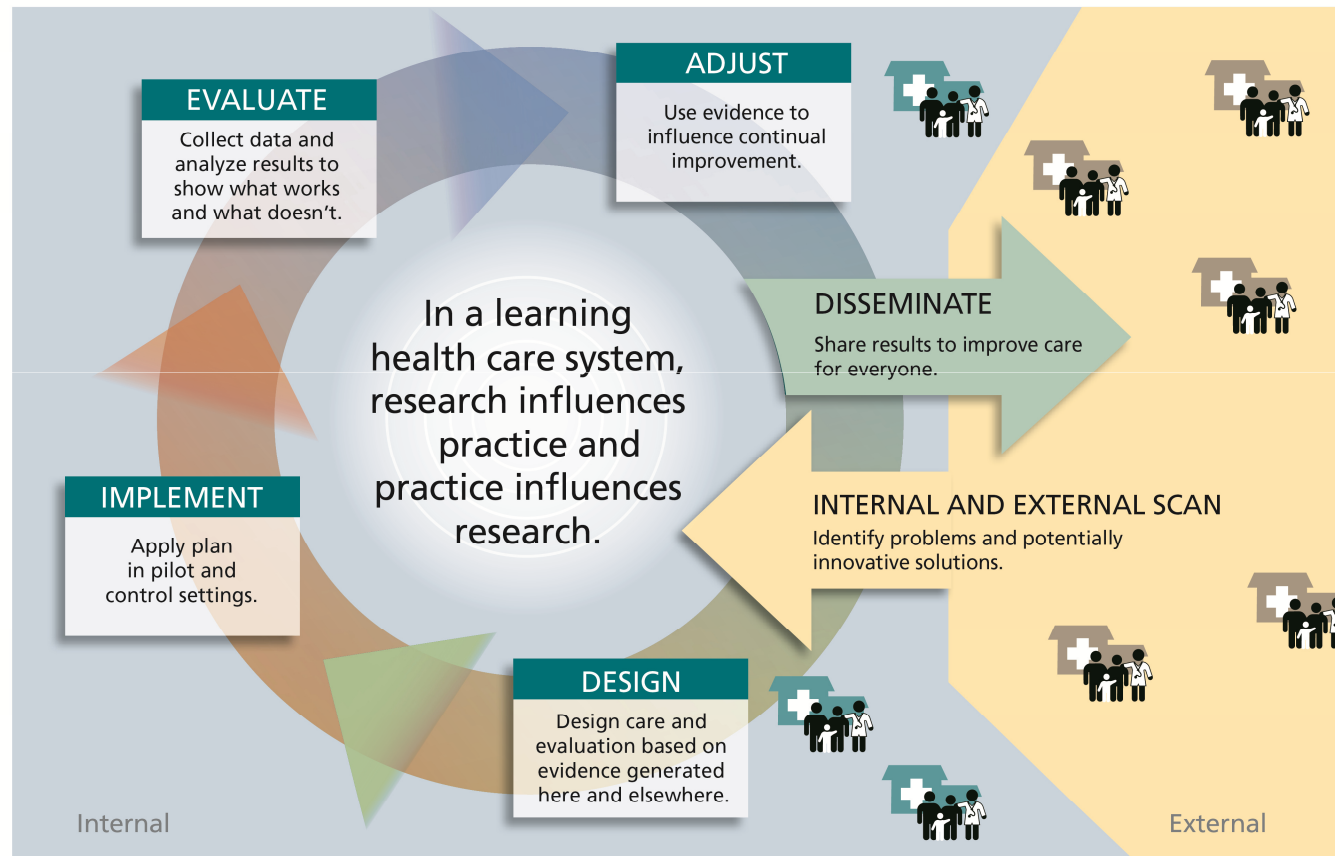 EVALUATE
Collect data and
analyze results to
show what works
and what doesn't.
ADJUST
Use evidence to
influence continual
improvement.
DISSEMINATE
Share results to improve care
for everyone.
In a learning
health care system,
research influences
practice and
practice influences
research.
INTERNAL AND EXTERNAL SCAN
Identify problems and potentially
innovative solutions.
IMPLEMENT
Apply plan
in pilot and
control settings.
DESIGN
Design care and
evaluation based on
evidence generated
here and elsewhere.
Internal
External